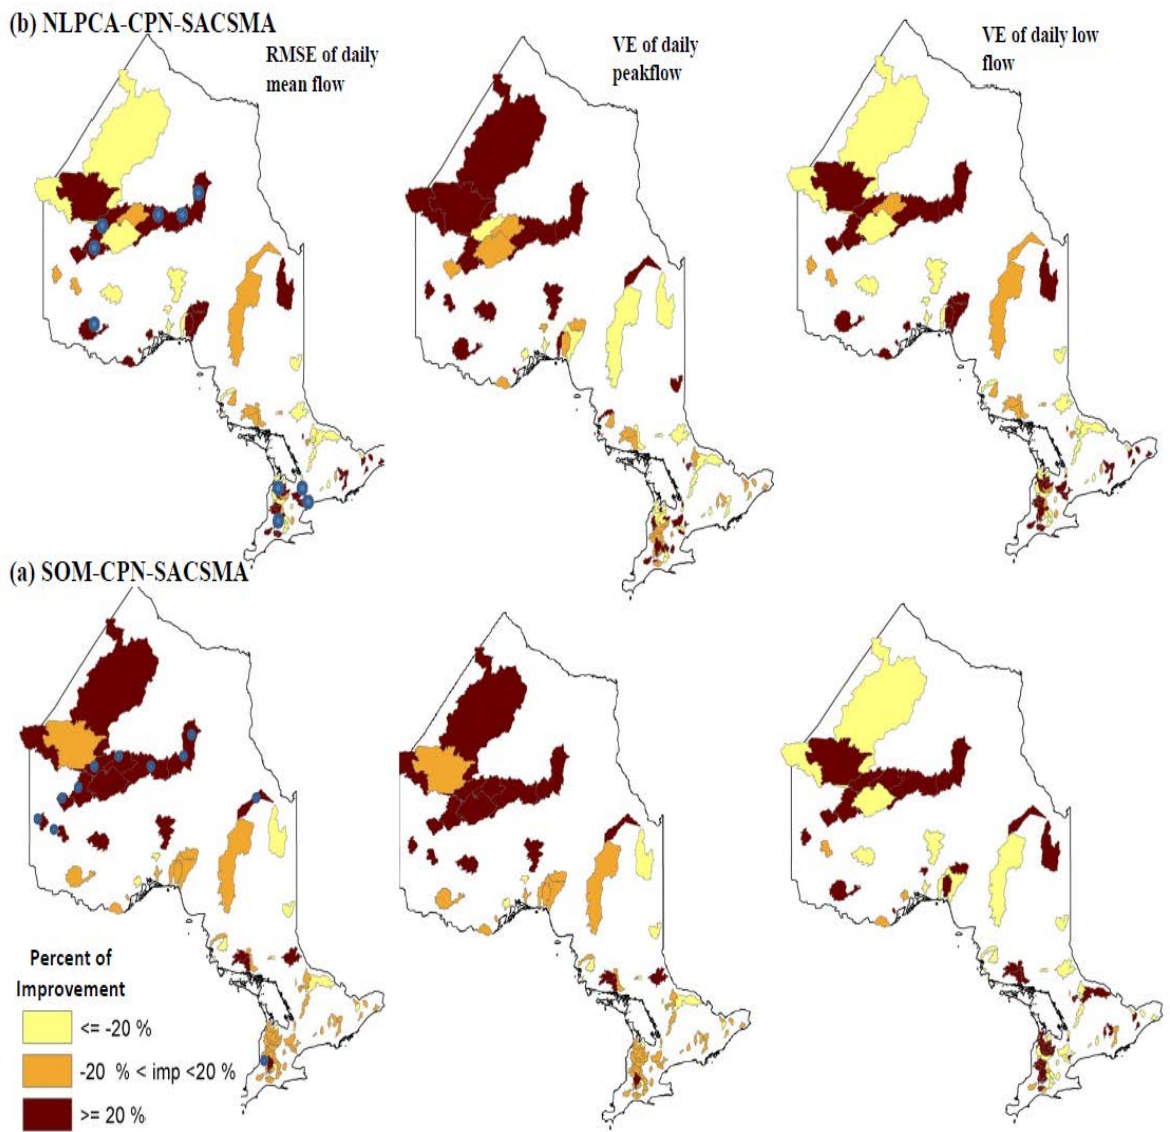 (b) NLPCA-CPN-SACSMA
RMSE of daily
mean flow
VE of daily
peakflow
VE of daily low
flow
(a) SOM-CPN-SACSMA
Percent of
Improvement
<= -20 %
-20 % < imp <20 %
>= 20 %